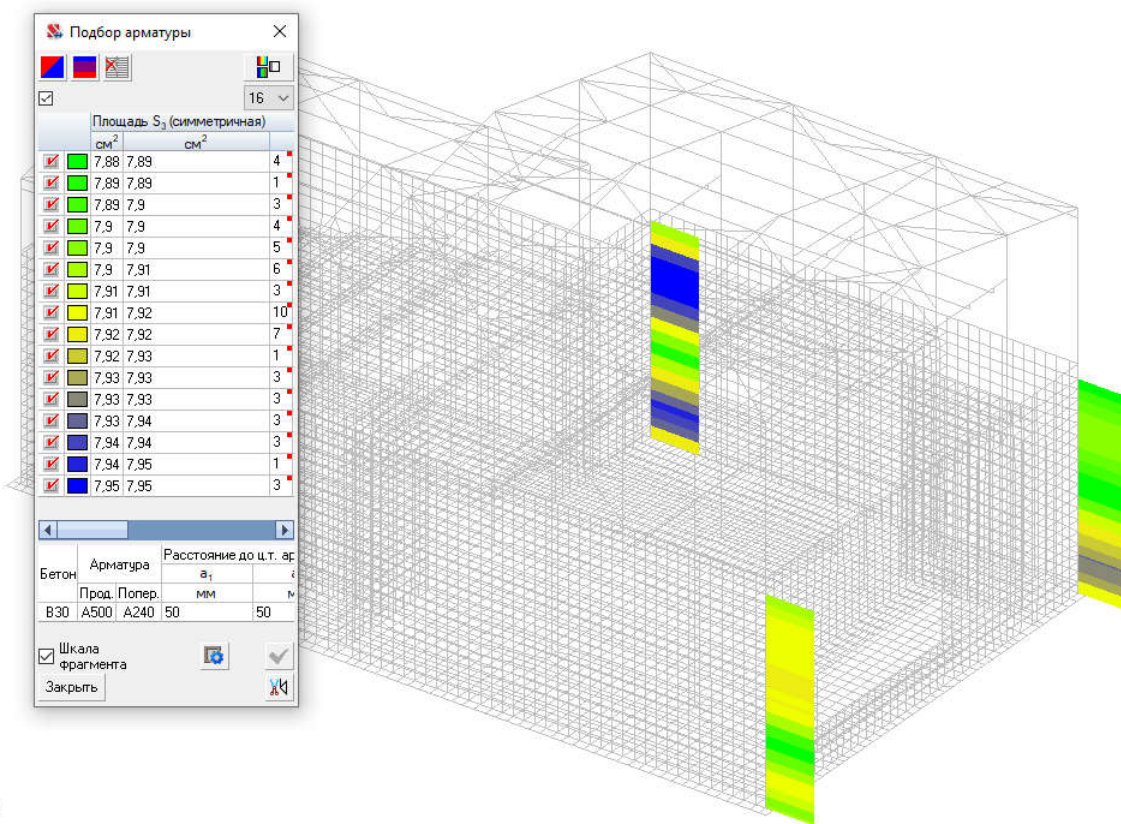 Подбор арматуры
16
Площадь S3 (симметричная)
см2 см2
7,88 7,89 4
7,89 7,89 1
7,89 7,9 3
7,9 7,9 4
7,9 7,9 5
7,9 7,91 6
7,91 7,91 3
7,91 7,92 10
7,92 7,92 7
7,92 7,93 1
7,93 7,93 3
7,93 7,93 3
7,93 7,94 3
7,94 7,94 3
7,94 7,95 1
7,95 7,95 3
Бетон Арматура Расстояние до ц.т. ар
a1
Прод. Попер. мм
B30 A500 A240 50 50
Шкала
фрагмента
Закрыть